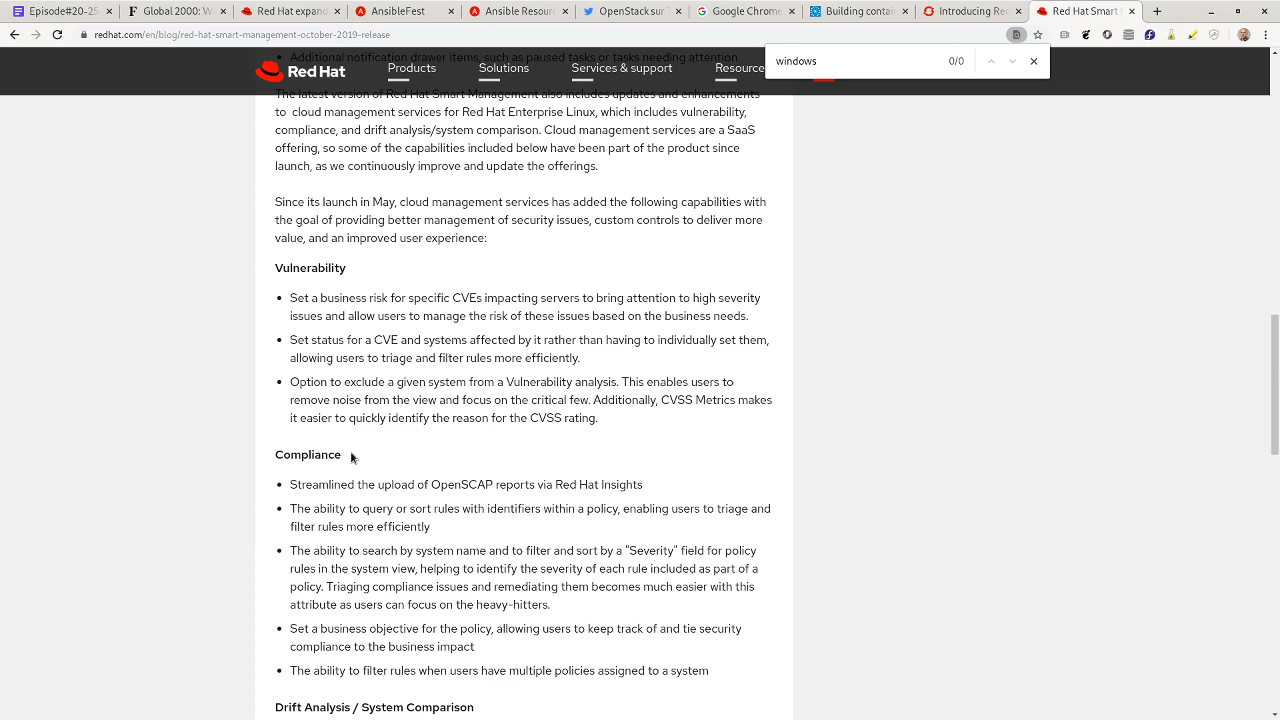 Episode#20-2S
Global 2000: W
Red Hat expand
AnsibleFest
Ansible Resour
OpenStack sur T
Google Chrome
Building contai
Introducing Re
Red Hat Smart M
redhat.com/en/blog/red-hat-smart-management-october-2019-release
windows
0/0
Additional notification drawer items, such as paused tasks or tasks needing attention
Red Hat
Products
Solutions
Services & support
Resource
The latest version of Red Hat Smart Management also includes updates and enhancements
to cloud management services for Red Hat Enterprise Linux, which includes vulnerability,
compliance, and drift analysis/system comparison. Cloud management services are a SaaS
offering, so some of the capabilities included below have been part of the product since
launch, as we continuously improve and update the offerings.
Since its launch in May, cloud management services has added the following capabilities with
the goal of providing better management of security issues, custom controls to deliver more
value, and an improved user experience:
Vulnerability
Set a business risk for specific CVEs impacting servers to bring attention to high severity
issues and allow users to manage the risk of these issues based on the business needs.
Set status for a CVE and systems affected by it rather than having to individually set them,
allowing users to triage and filter rules more efficiently.
Option to exclude a given system from a Vulnerability analysis. This enables users to
remove noise from the view and focus on the critical few. Additionally, CVSS Metrics makes
it easier to quickly identify the reason for the CVSS rating.
Compliance
Streamlined the upload of OpenSCAP reports via Red Hat Insights
The ability to query or sort rules with identifiers within a policy, enabling users to triage and
filter rules more efficiently
The ability to search by system name and to filter and sort by a "Severity" field for policy
rules in the system view, helping to identify the severity of each rule included as part of a
policy. Triaging compliance issues and remediating them becomes much easier with this
attribute as users can focus on the heavy-hitters.
Set a business objective for the policy, allowing users to keep track of and tie security
compliance to the business impact
The ability to filter rules when users have multiple policies assigned to a system
Drift Analysis / System Comparison